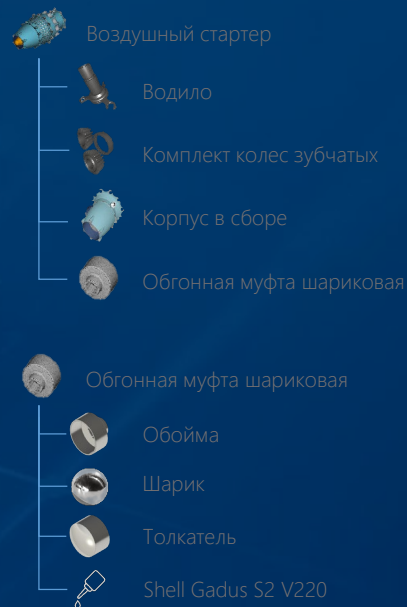 Воздушный стартер
Водило
Комплект колес зубчатых
Корпус в сборе
Обгонная муфта шариковая
Обгонная муфта шариковая
Обойма
Шарик
Толкатель
Shell Gadus S2 V220